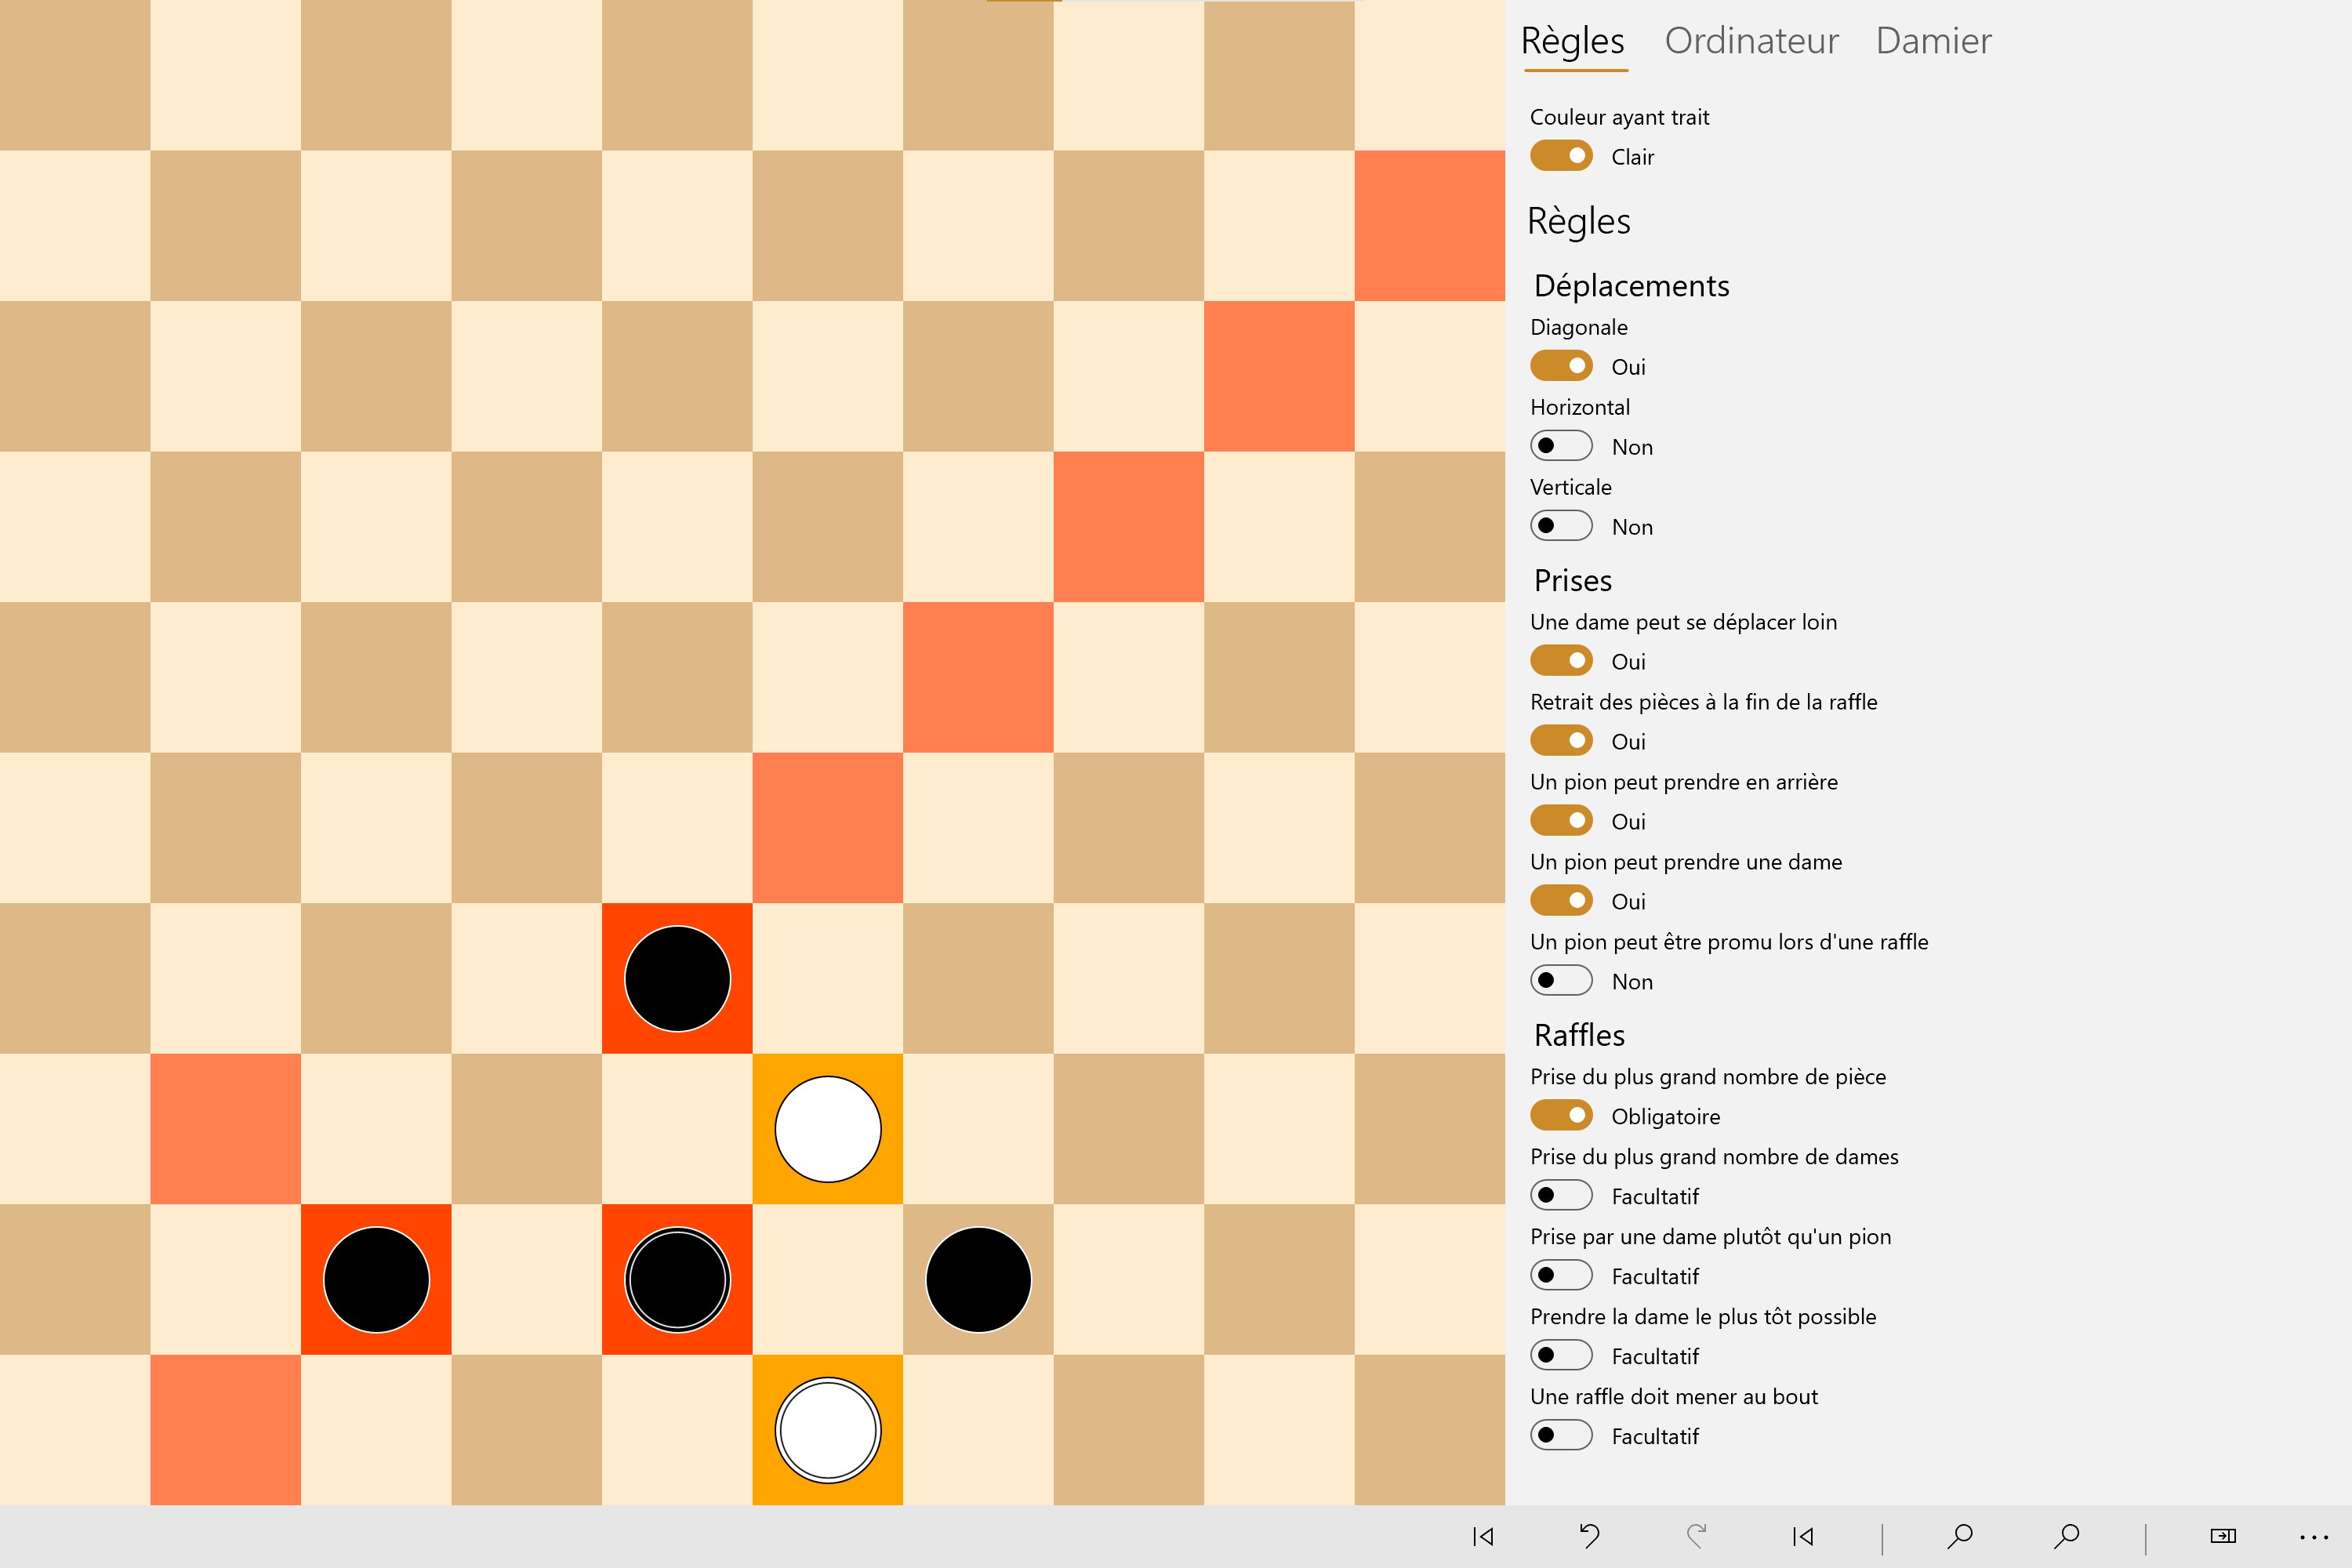 Règles Ordinateur Damier
Couleur ayant trait
Clair
Règles
Déplacements
Diagonale
Oui
Horizontal
Non
Verticale
Non
Prises
Une dame peut se déplacer loin
Oui
Retrait des pièces à la fin de la raffle
Oui
Un pion peut prendre en arrière
Oui
Un pion peut prendre une dame
Oui
Un pion peut être promu lors d'une raffle
Non
Raffles
Prise du plus grand nombre de pièce
Obligatoire
Prise du plus grand nombre de dames
Facultatif
Prise par une dame plutôt qu'un pion
Facultatif
Prendre la dame le plus tôt possible
Facultatif
Une raffle doit mener au bout
Facultatif